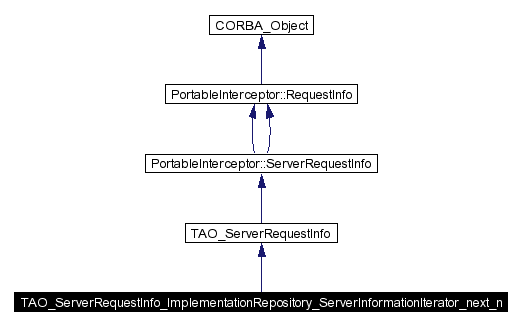 CORBA_Object
PortableInterceptor::RequestInfo
PortableInterceptor::ServerRequestInfo
TAO_ServerRequestInfo
TAO_ServerRequestInfo_ImplementationRepository_ServerInformationIterator_next_n